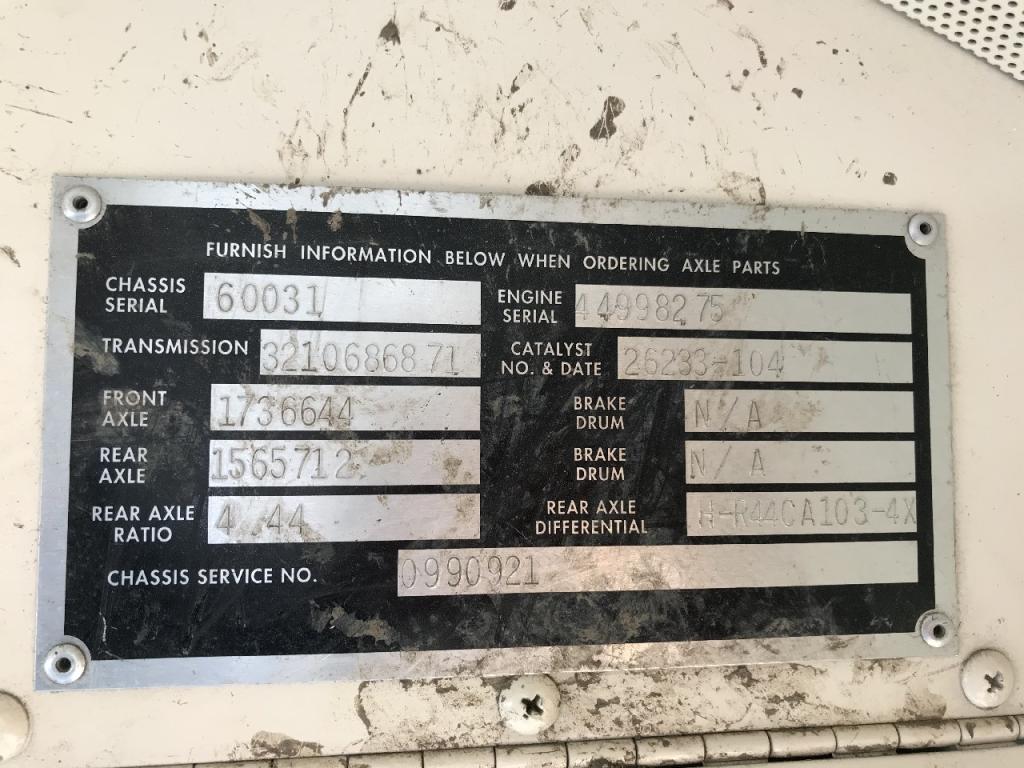 FURNISH INFORMATION BELOW WHEN ORDERING AXLE PARTS
CHASSIS SERIAL 60031 ENGINE SERIAL 44998275
TRANSMISSION 3210686871 CATALYST NO. & DATE 26233-104
FRONT AXLE 1736644 BRAKE DRUM N/A
REAR AXLE 1565712 BRAKE DRUM N/A
REAR AXLE RATIO 4 44 REAR AXLE DIFFERENTIAL H-R44CA103-4X
CHASSIS SERVICE NO. 0990921